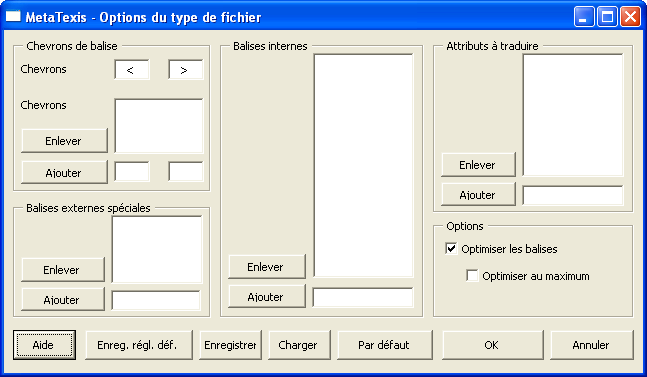 MetaTexis - Options du type de fichier
Chevrons de balise
Chevrons < >
Chevrons
Enlever
Ajouter
Balises externes spéciales
Enlever
Ajouter
Balises internes
Enlever
Ajouter
Attributs à traduire
Enlever
Ajouter
Options
Optimiser les balises
Optimiser au maximum
Aide Enreg. régl. déf. Enregistrer Charger Par défaut OK Annuler